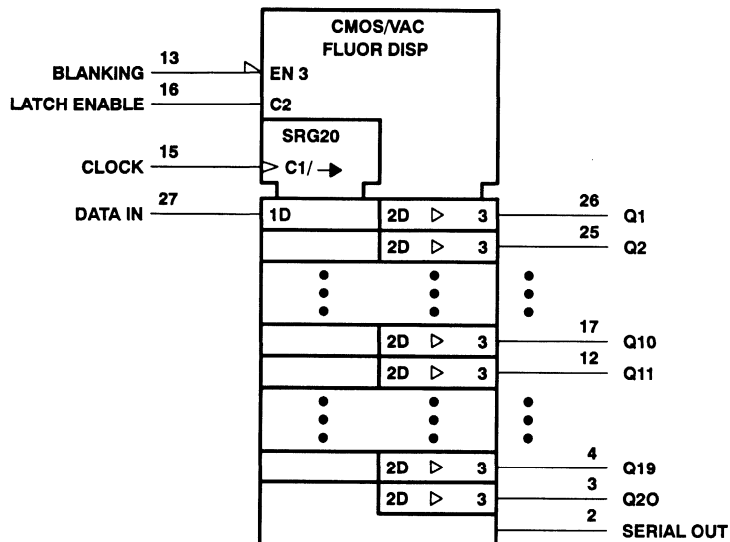 CMOS/VAC
FLUOR DISP
13
BLANKING
EN 3
16
LATCH ENABLE
C2
SRG20
15
CLOCK
C1/
27
DATA IN
1D
2D 3
26
Q1
2D 3
25
Q2
2D 3
17
Q10
2D 3
12
Q11
2D 3
4
Q19
2D 3
3
Q2O
2
SERIAL OUT